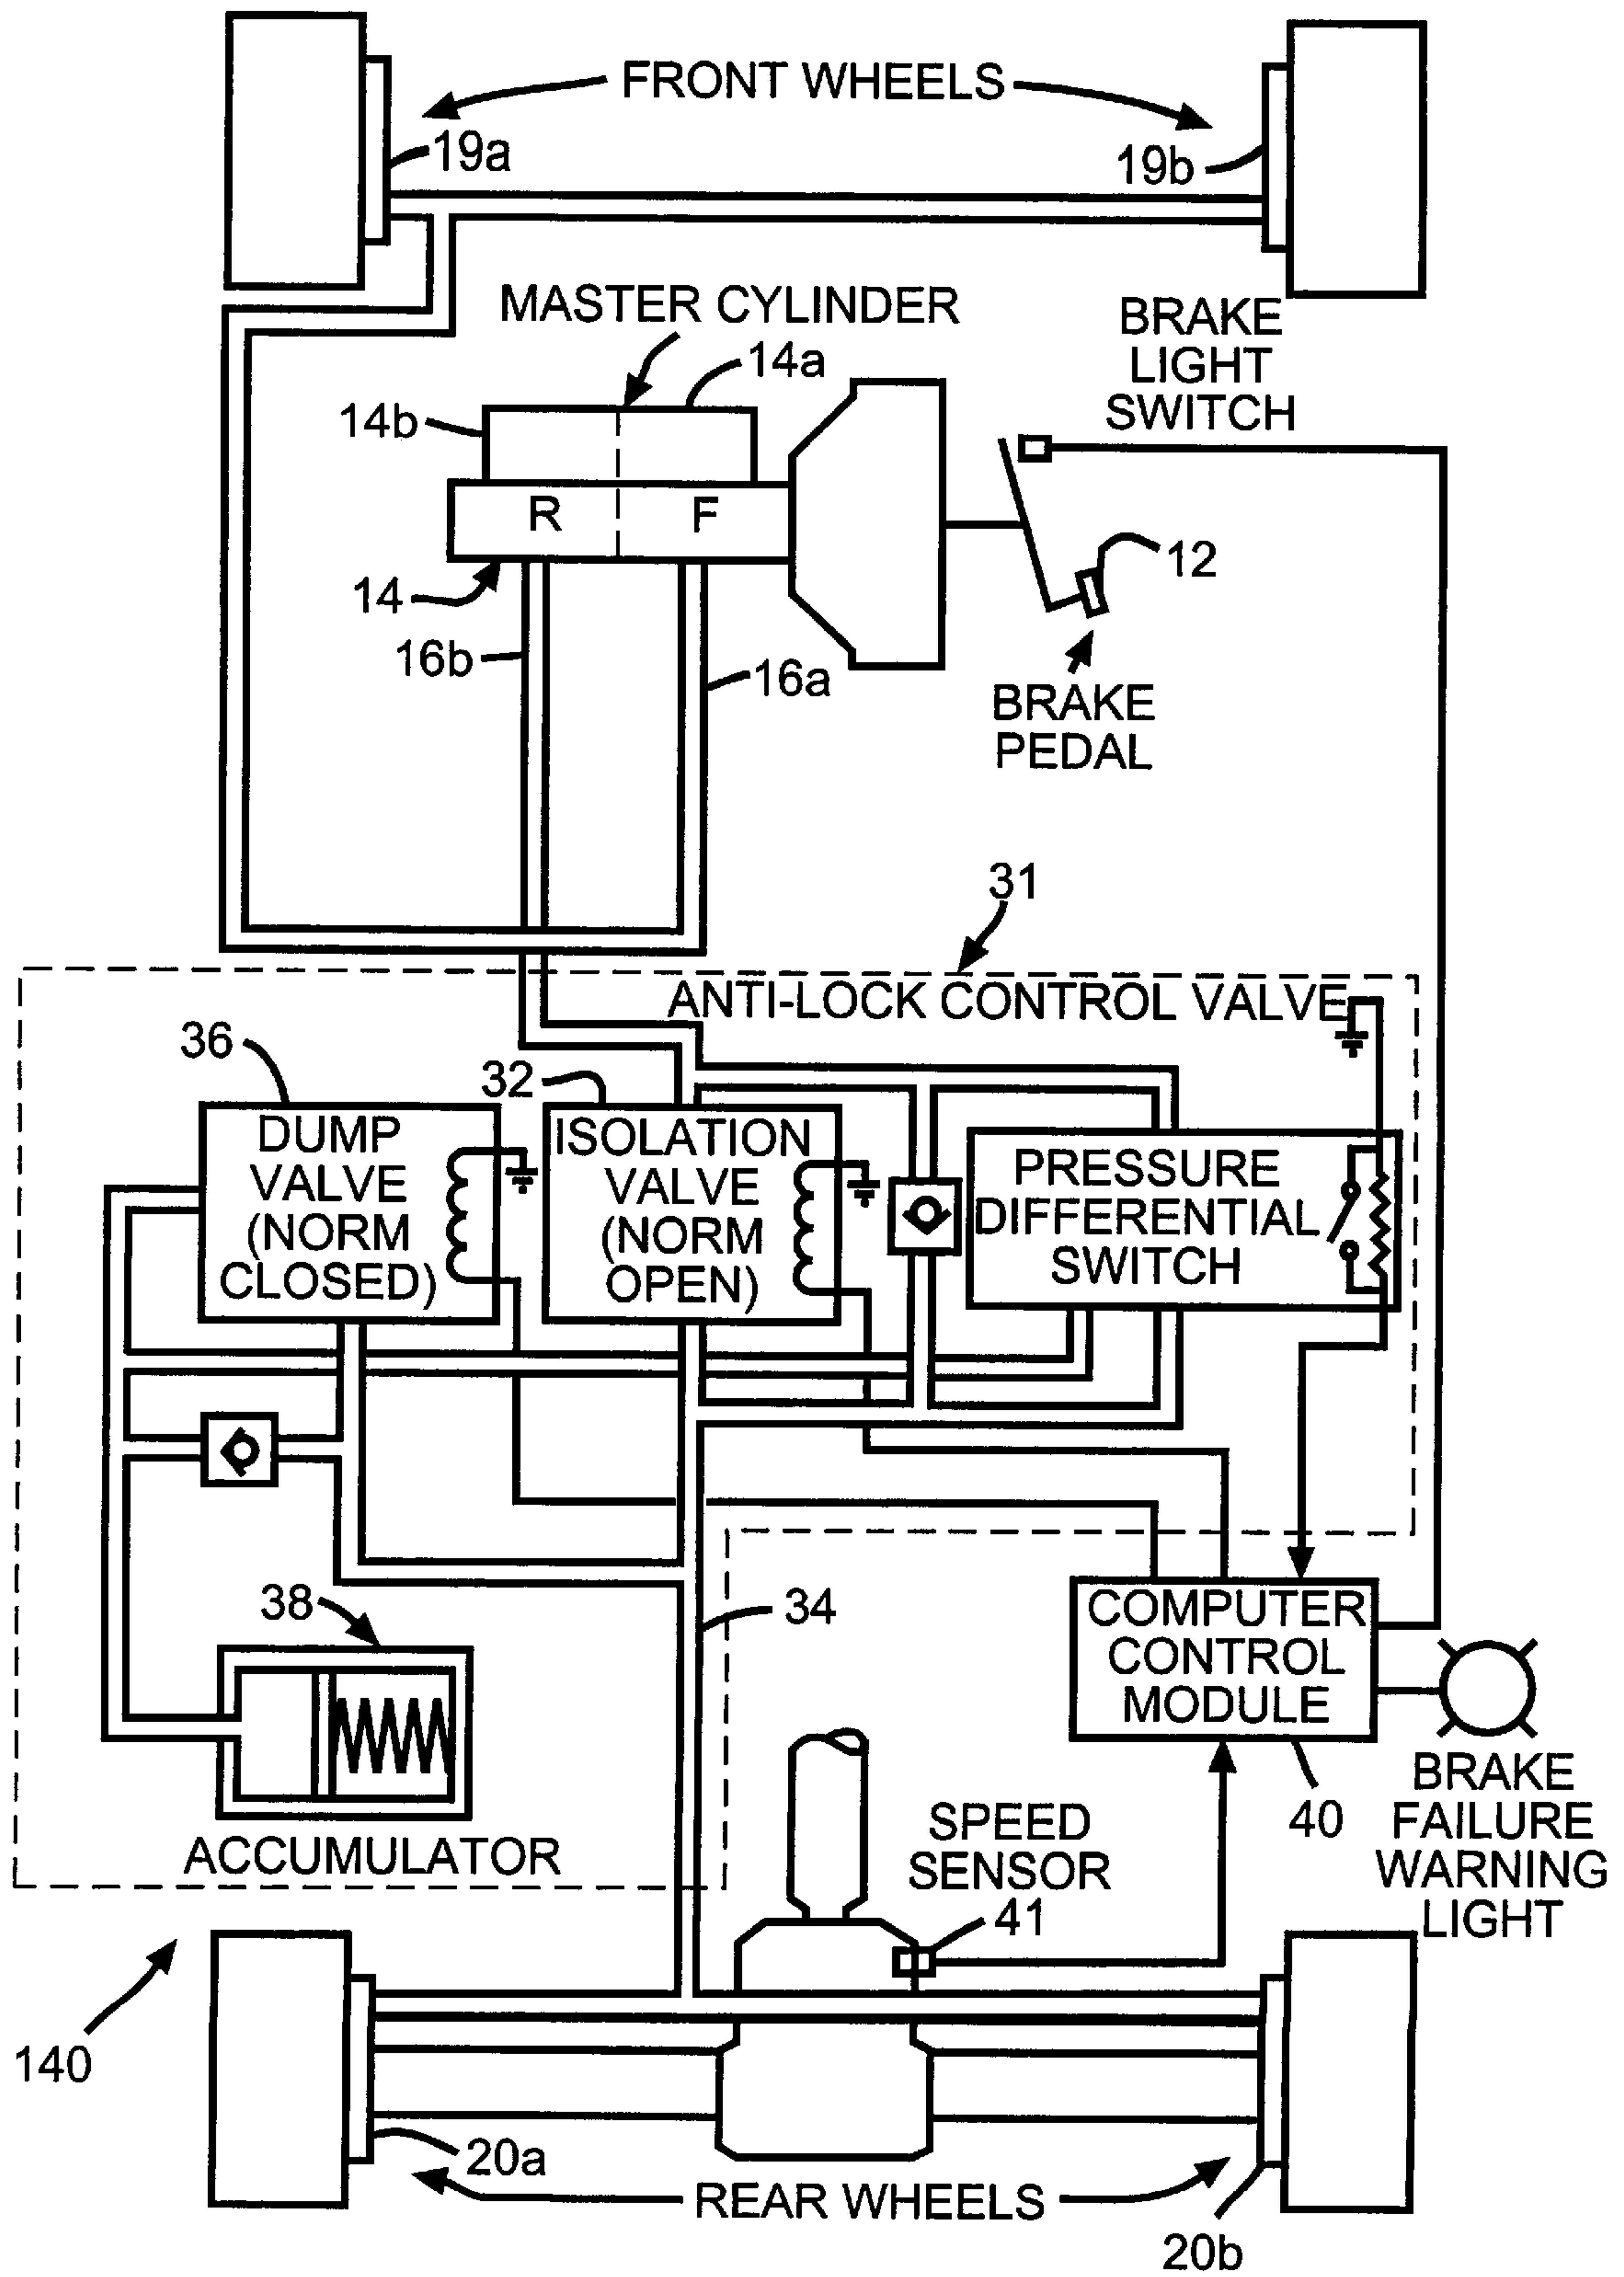 FRONT WHEELS
19a
19b
MASTER CYLINDER
14a
14b
BRAKE
LIGHT
SWITCH
R
F
14
12
16b
16a
BRAKE
PEDAL
31
ANTI-LOCK CONTROL VALVE
36
32
DUMP
VALVE
(NORM
CLOSED)
ISOLATION
VALVE
(NORM
OPEN)
PRESSURE
DIFFERENTIAL
SWITCH
38
34
COMPUTER
CONTROL
MODULE
40
ACCUMULATOR
SPEED
SENSOR
41
BRAKE
FAILURE
WARNING
LIGHT
140
20a
REAR WHEELS
20b